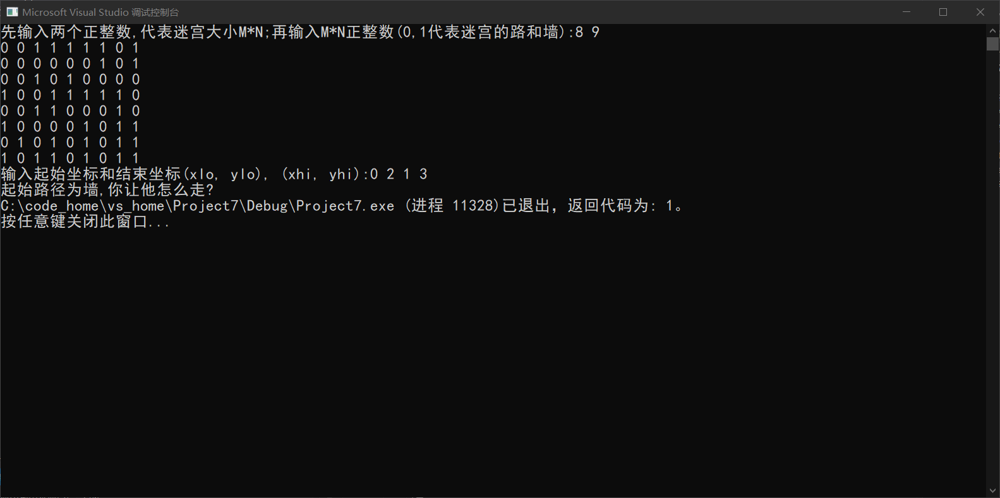 Microsoft Visual Studio 调试控制台
先输入两个正整数,代表迷宫大小M*N;再输入M*N正整数(0,1代表迷宫的路和墙):8 9
0 0 1 1 1 1 1 0 1
0 0 0 0 0 0 1 0 1
0 0 1 0 1 0 0 0 0
1 0 0 1 1 1 1 1 0
0 0 1 1 0 0 0 1 0
1 0 0 0 0 1 0 1 1
0 1 0 1 0 1 0 1 1
1 0 1 1 0 1 0 1 1
输入起始坐标和结束坐标(xlo, ylo), (xhi, yhi):0 2 1 3
起始路径为墙,你让他怎么走?
C:\code_home\vs_home\Project7\Debug\Project7.exe (进程 11328)已退出，返回代码为: 1。
按任意键关闭此窗口...